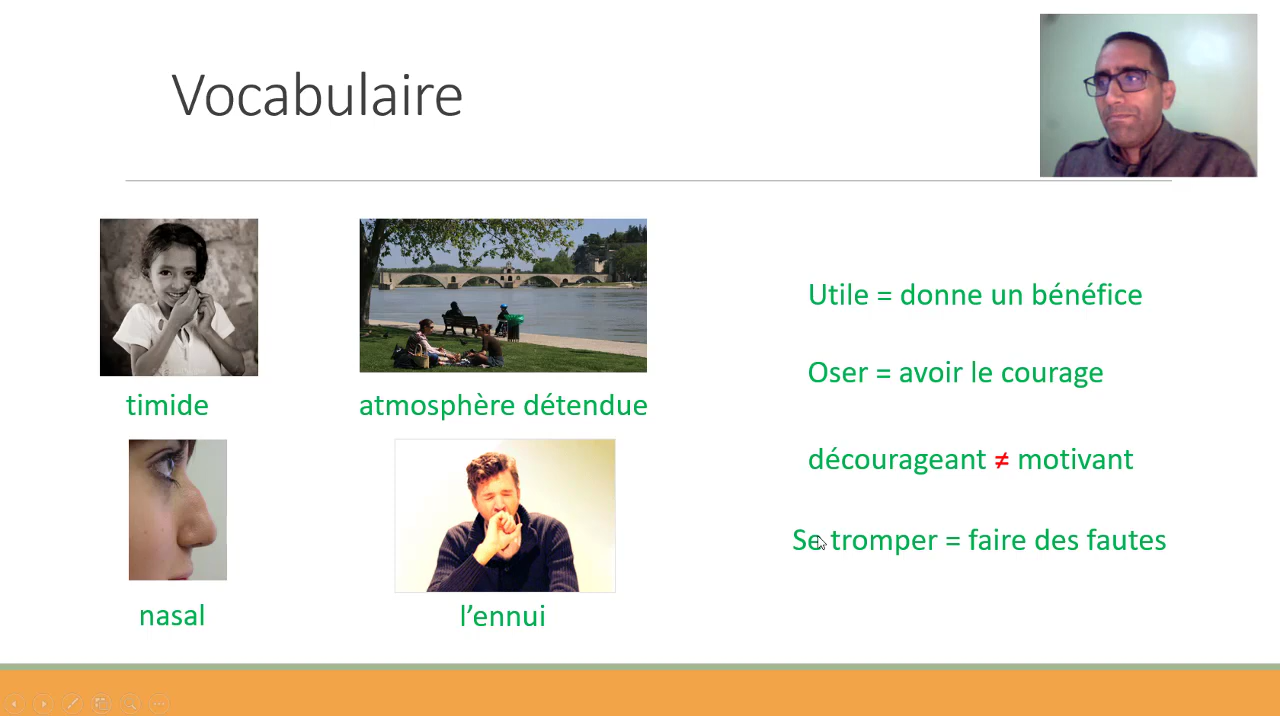 Vocabulaire
timide
atmosphère détendue
nasal
l’ennui
Utile = donne un bénéfice
Oser = avoir le courage
décourageant ≠ motivant
Se tromper = faire des fautes